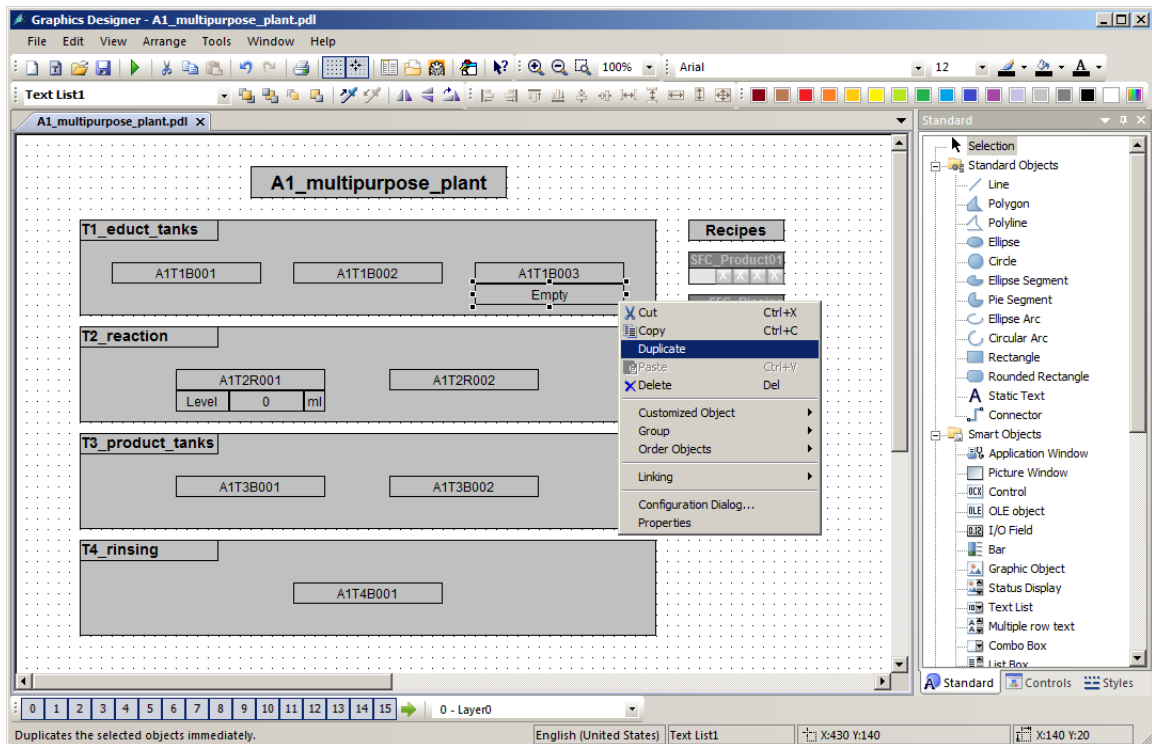 Graphics Designer - A1_multipurpose_plant.pdl
File Edit View Arrange Tools Window Help
100% Arial 12 A
Text List1
A1_multipurpose_plant.pdl X
Standard
A1_multipurpose_plant
T1_educt_tanks
Recipes
A1T1B001 A1T1B002 A1T1B003
SFC_Product01
X X X X
Empty
T2_reaction
A1T2R001 A1T2R002
Level 0 ml
T3_product_tanks
A1T3B001 A1T3B002
T4_rinsing
A1T4B001
Cut Ctrl+X
Copy Ctrl+C
Duplicate
Paste Ctrl+V
Delete Del
Customized Object
Group
Order Objects
Linking
Configuration Dialog...
Properties
Selection
Standard Objects
Line
Polygon
Polyline
Ellipse
Circle
Ellipse Segment
Pie Segment
Ellipse Arc
Circular Arc
Rectangle
Rounded Rectangle
A Static Text
Connector
Smart Objects
Application Window
Picture Window
OCX Control
OLE OLE object
0.12 I/O Field
Bar
Graphic Object
Status Display
Text List
Multiple row text
Combo Box
List Box
Standard Controls Styles
0 1 2 3 4 5 6 7 8 9 10 11 12 13 14 15 0 - Layer0
Duplicates the selected objects immediately. English (United States) Text List1 X:430 Y:140 X:140 Y:20